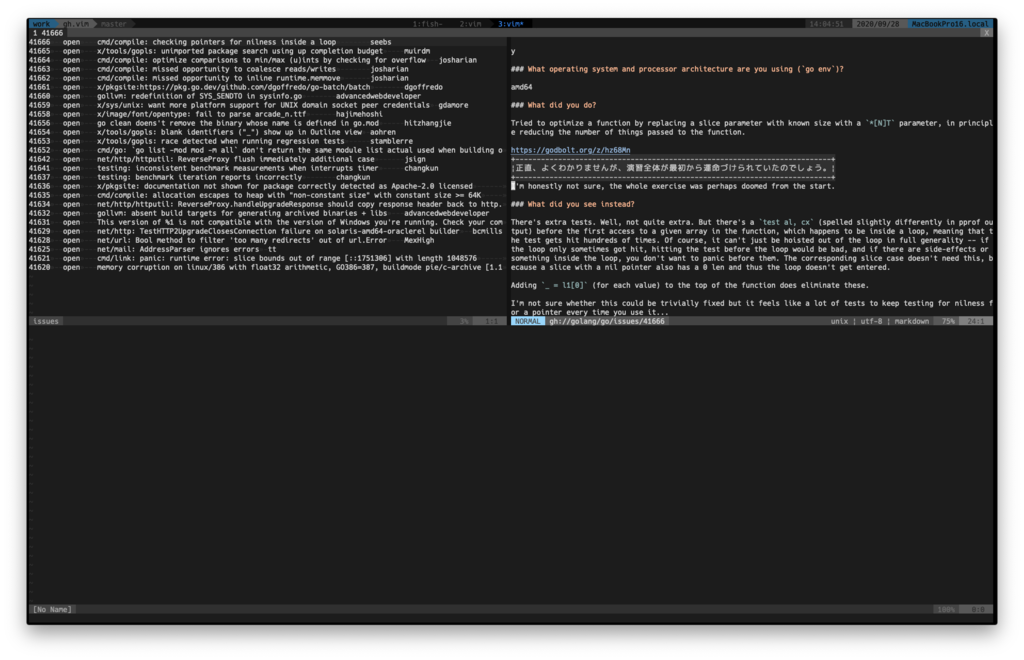 work gh.vim master 1:fish- 2:vim 3:vim* 14:04:51 2020/09/28 MacBookPro16.local
1 41666 X
41666 open cmd/compile: checking pointers for nilness inside a loop seebs
41665 open x/tools/gopls: unimported package search using up completion budget muirdm
41664 open cmd/compile: optimize comparisons to min/max (u)ints by checking for overflow josharian
41663 open cmd/compile: missed opportunity to coalesce reads/writes josharian
41662 open cmd/compile: missed opportunity to inline runtime.memmove josharian
41661 open x/pkgsite:https://pkg.go.dev/github.com/dgoffredo/go-batch/batch dgoffredo
41660 open gollvm: redefinition of SYS_SENDTO in sysinfo.go advancedwebdeveloper
41659 open x/sys/unix: want more platform support for UNIX domain socket peer credentials gdamore
41658 open x/image/font/opentype: fail to parse arcade_n.ttf hajimehoshi
41656 open go clean doens't remove the binary whose name is defined in go.mod hitzhangjie
41654 open x/tools/gopls: blank identifiers ("_") show up in Outline view aohren
41653 open x/tools/gopls: race detected when running regression tests stamblerre
41652 open cmd/go: `go list -mod mod -m all` don't return the same module list actual used when building o
41642 open net/http/httputil: ReverseProxy flush immediately additional case jsign
41641 open testing: inconsistent benchmark measurements when interrupts timer changkun
41637 open testing: benchmark iteration reports incorrectly changkun
41636 open x/pkgsite: documentation not shown for package correctly detected as Apache-2.0 licensed
41635 open cmd/compile: allocation escapes to heap with "non-constant size" with constant size >= 64K
41634 open net/http/httputil: ReverseProxy.handleUpgradeResponse should copy response header back to http.
41632 open gollvm: absent build targets for generating archived binaries + libs advancedwebdeveloper
41631 open This version of %1 is not compatible with the version of Windows you're running. Check your com
41629 open net/http: TestHTTP2UpgradeClosesConnection failure on solaris-amd64-oraclerel builder bcmills
41628 open net/url: Bool method to filter 'too many redirects' out of url.Error MexHigh
41625 open net/mail: AddressParser ignores errors tt
41621 open cmd/link: panic: runtime error: slice bounds out of range [::1751306] with length 1048576
41620 open memory corruption on linux/386 with float32 arithmetic, GO386=387, buildmode pie/c-archive [1.1
issues 3% 1:1
y
### What operating system and processor architecture are you using (`go env`)?
amd64
### What did you do?
Tried to optimize a function by replacing a slice parameter with known size with a `*[N]T` parameter, in principl
e reducing the number of things passed to the function.
https://godbolt.org/z/hz68Mn
正直、よくわかりませんが、演習全体が最初から運命づけられていたのでしょう。
I'm honestly not sure, the whole exercise was perhaps doomed from the start.
### What did you see instead?
There's extra tests. Well, not quite extra. But there's a `test al, cx` (spelled slightly differently in pprof ou
tput) before the first access to a given array in the function, which happens to be inside a loop, meaning that t
he test gets hit hundreds of times. Of course, it can't just be hoisted out of the loop in full generality -- if
the loop only sometimes got hit, hitting the test before the loop would be bad, and if there are side-effects or
something inside the loop, you don't want to panic before them. The corresponding slice case doesn't need this, b
ecause a slice with a nil pointer also has a 0 len and thus the loop doesn't get entered.
Adding `_ = l1[0]` (for each value) to the top of the function does eliminate these.
I'm not sure whether this could be trivially fixed but it feels like a lot of tests to keep testing for nilness f
or a pointer every time you use it...
NORMAL gh://golang/go/issues/41666 unix ¦ utf-8 ¦ markdown 75% 24:1
[No Name] 100% 0:0